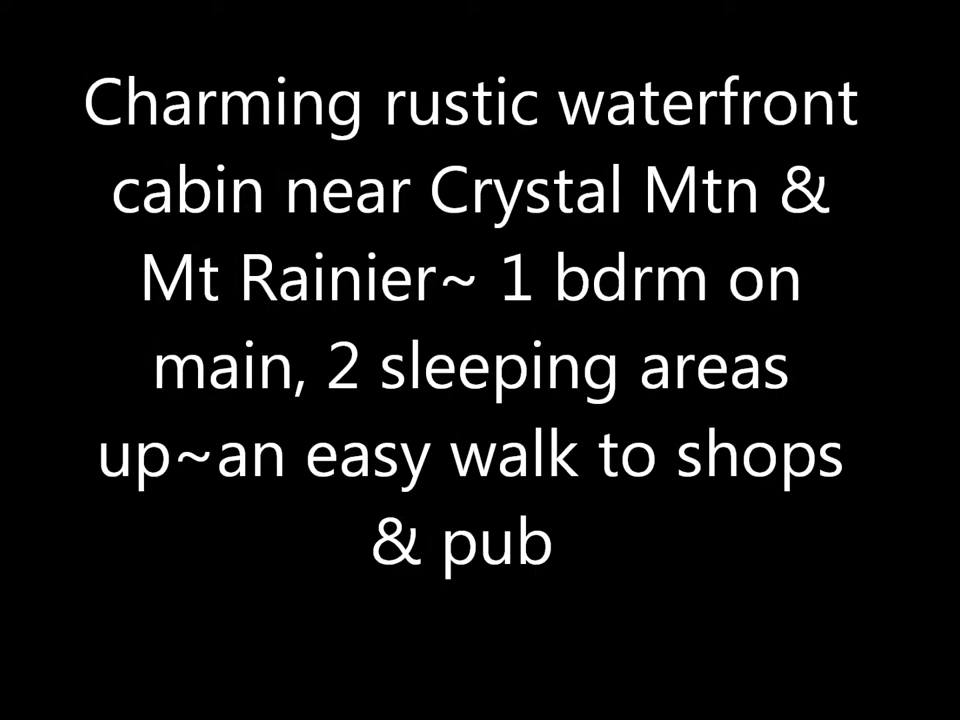 Charming rustic waterfront
cabin near Crystal Mtn &
Mt Rainier~ 1 bdrm on
main, 2 sleeping areas
up~an easy walk to shops
& pub